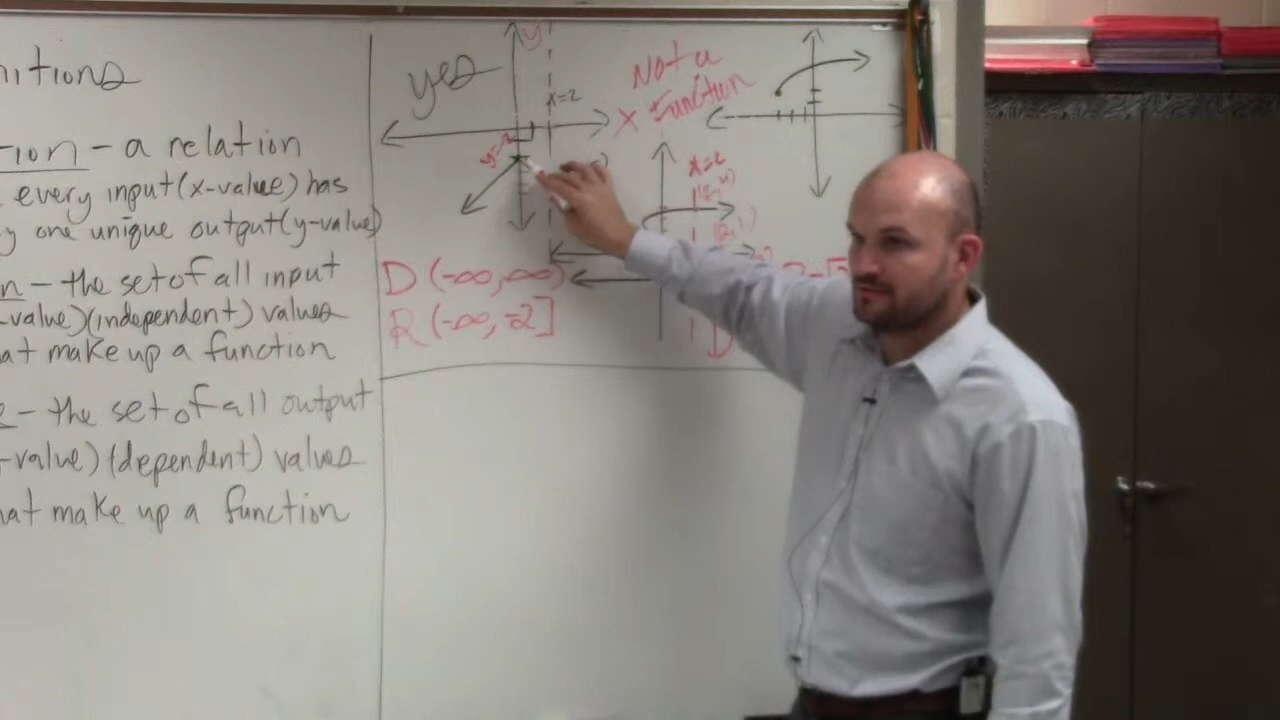 nitions
tion - a relation
every input (x-value) has
y one unique output (y-value)
n - the set of all input
-value) (independent) values
at make up a function
e - the set of all output
-value) (dependent) values
hat make up a function
yes
y
x=2
x
D (-∞, ∞)
R (-∞, -2]
Not a
Function